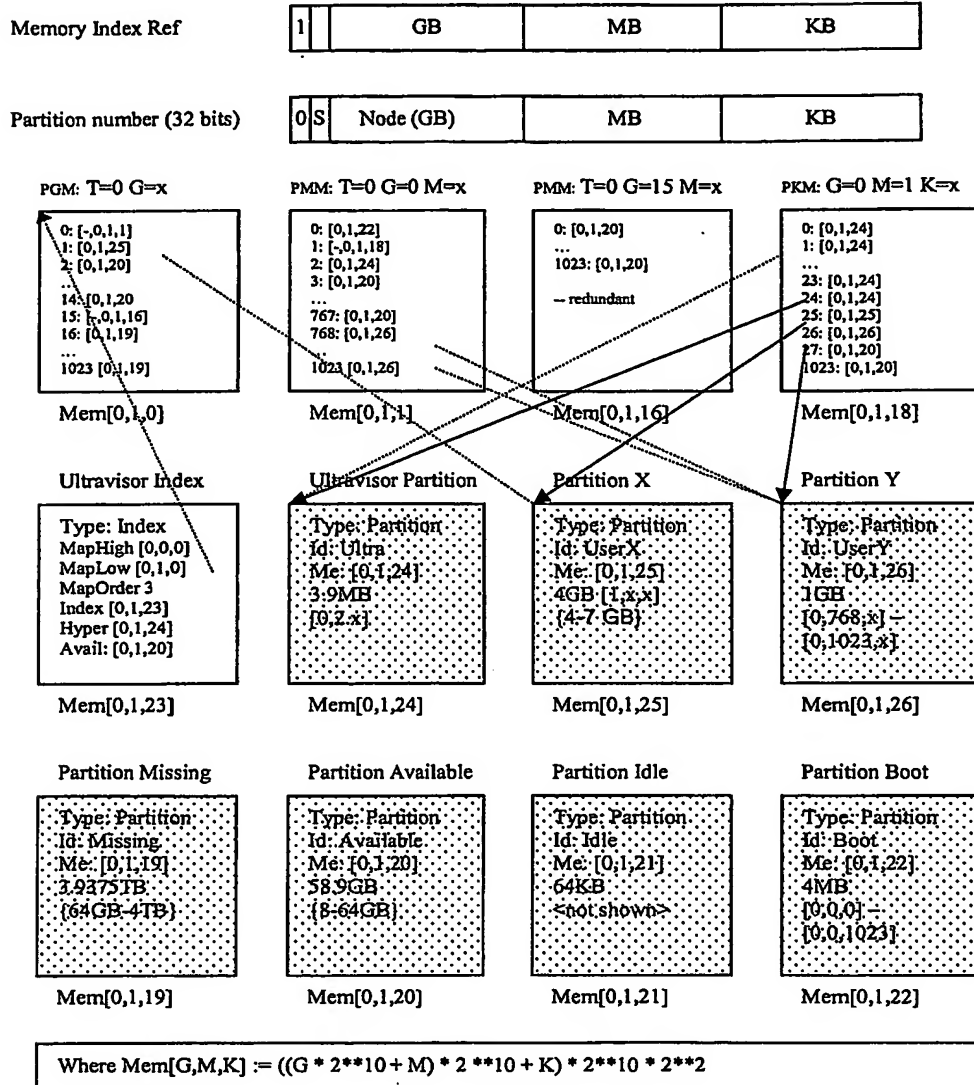 Memory Index Ref 1 GB MB KB
Partition number (32 bits) 0 S Node (GB) MB KB
PGM: T=0 G=x
0: [-,0,1,1]
1: [0,1,25]
2: [0,1,20]
...
14: [0,1,20
15: [-,0,1,16]
16: [0,1,19]
...
1023 [0,1,19]
Mem[0,1,0]
PMM: T=0 G=0 M=x
0: [0,1,22]
1: [-,0,1,18]
2: [0,1,24]
3: [0,1,20]
...
767: [0,1,20]
768: [0,1,26]
...
1023 [0,1,26]
Mem[0,1,1]
PMM: T=0 G=15 M=x
0: [0,1,20]
...
1023: [0,1,20]
-- redundant
Mem[0,1,16]
PKM: G=0 M=1 K=x
0: [0,1,24]
1: [0,1,24]
...
23: [0,1,24]
24: [0,1,24]
25: [0,1,25]
26: [0,1,26]
27: [0,1,20]
1023: [0,1,20]
Mem[0,1,18]
Ultravisor Index
Type: Index
MapHigh [0,0,0]
MapLow [0,1,0]
MapOrder 3
Index [0,1,23]
Hyper [0,1,24]
Avail: [0,1,20]
Mem[0,1,23]
Ultravisor Partition
Type: Partition
Id: Ultra
Me: [0,1,24]
3.9MB
[0,2.x]
Mem[0,1,24]
Partition X
Type: Partition
Id: UserX
Me: [0,1,25]
4GB [1,x,x]
{4-7 GB}
Mem[0,1,25]
Partition Y
Type: Partition
Id: UserY
Me: [0,1,26]
1GB
[0,768,x] –
[0,1023,x]
Mem[0,1,26]
Partition Missing
Type: Partition
Id: Missing
Me: [0,1,19]
3.9375TB
{64GB-4TB}
Mem[0,1,19]
Partition Available
Type: Partition
Id: Available
Me: [0,1,20]
58.9GB
{8-64GB}
Mem[0,1,20]
Partition Idle
Type: Partition
Id: Idle
Me: [0,1,21]
64KB
<not shown>
Mem[0,1,21]
Partition Boot
Type: Partition
Id: Boot
Me: [0,1,22]
4MB
[0,0,0] –
[0,0,1023]
Mem[0,1,22]
Where Mem[G,M,K] := ((G * 2**10 + M) * 2 **10 + K) * 2**10 * 2**2